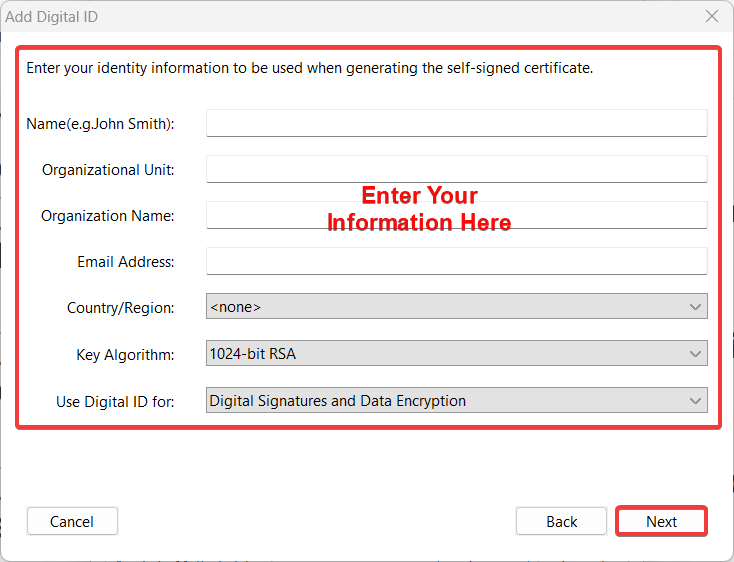 Add Digital ID
Enter your identity information to be used when generating the self-signed certificate.
Name(e.g.John Smith):
Organizational Unit:
Enter Your
Organization Name:
Information Here
Email Address:
Country/Region: <none>
Key Algorithm: 1024-bit RSA
Use Digital ID for: Digital Signatures and Data Encryption
Cancel Back Next